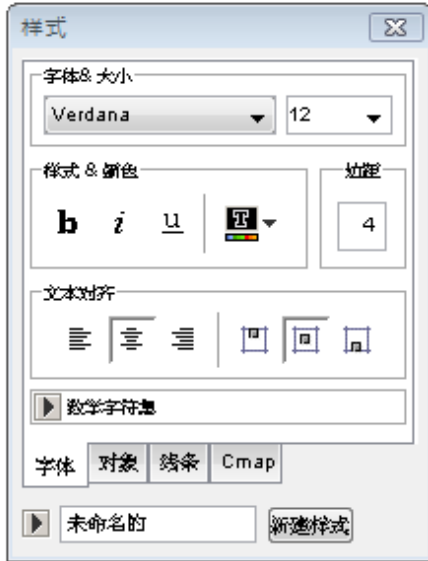 样式
字体& 大小
Verdana 12
样式 & 颜色 边距
b i u T 4
文本对齐
数学字符集
字体 对象 线条 Cmap
未命名的 新建样式